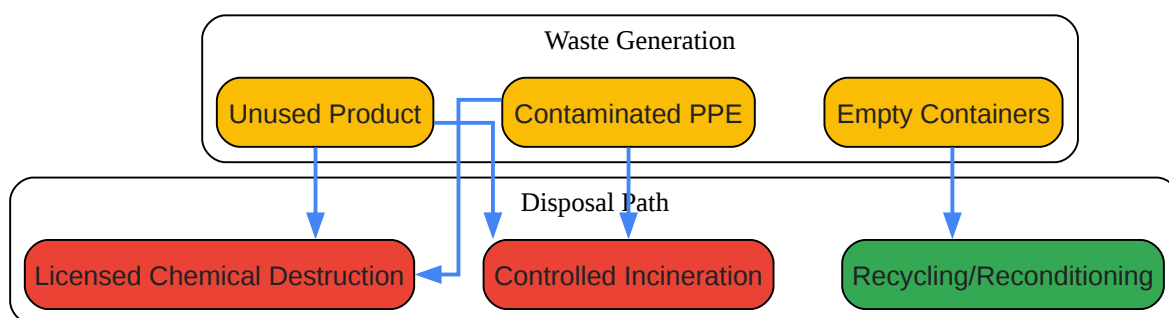 Waste Generation
Unused Product
Contaminated PPE
Empty Containers
Disposal Path
Licensed Chemical Destruction
Controlled Incineration
Recycling/Reconditioning